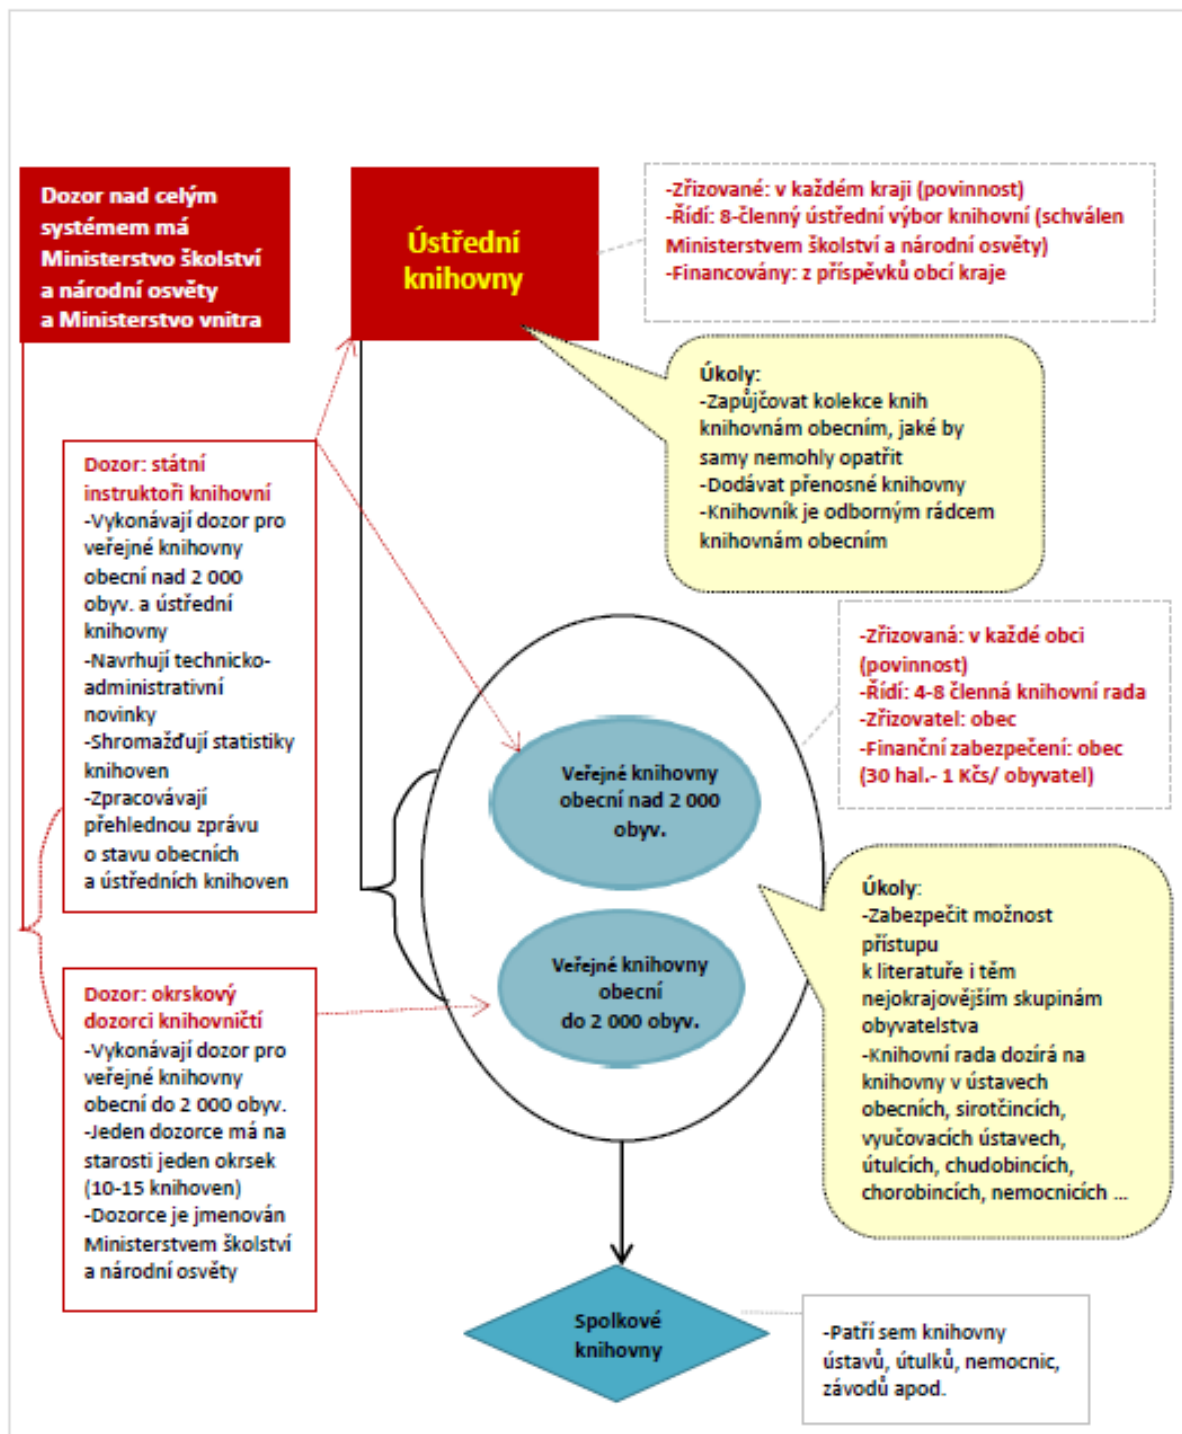 Dozor nad celým
systémem má
Ministerstvo školství
a národní osvěty
a Ministerstvo vnitra
Ústřední
knihovny
-Zřizované: v každém kraji (povinnost)
-Řídí: 8-členný ústřední výbor knihovní (schválen
Ministerstvem školství a národní osvěty)
-Financovány: z příspěvků obcí kraje
Úkoly:
-Zapůjčovat kolekce knih
knihovnám obecním, jaké by
samy nemohly opatřit
-Dodávat přenosné knihovny
-Knihovník je odborným rádcem
knihovnám obecním
Dozor: státní
instruktoři knihovní
-Vykonávají dozor pro
veřejné knihovny
obecní nad 2 000
obyv. a ústřední
knihovny
-Navrhují technicko-
administrativní
novinky
-Shromažďují statistiky
knihoven
-Zpracovávají
přehlednou zprávu
o stavu obecních
a ústředních knihoven
-Zřizovaná: v každé obci
(povinnost)
-Řídí: 4-8 členná knihovní rada
-Zřizovatel: obec
-Finanční zabezpečení: obec
(30 hal.- 1 Kčs/ obyvatel)
Veřejné knihovny
obecní nad 2 000
obyv.
Veřejné knihovny
obecní
do 2 000 obyv.
Úkoly:
-Zabezpečit možnost
přístupu
k literatuře i těm
nejokrajovějším skupinám
obyvatelstva
-Knihovní rada dozírá na
knihovny v ústavech
obecních, sirotčincích,
vyučovacích ústavech,
útulcích, chudobincích,
chorobincích, nemocnicích ...
Dozor: okrskový
dozorci knihovničtí
-Vykonávají dozor pro
veřejné knihovny
obecní do 2 000 obyv.
-Jeden dozorce má na
starosti jeden okrsek
(10-15 knihoven)
-Dozorce je jmenován
Ministerstvem školství
a národní osvěty
Spolkové
knihovny
-Patří sem knihovny
ústavů, útulků, nemocnic,
závodů apod.